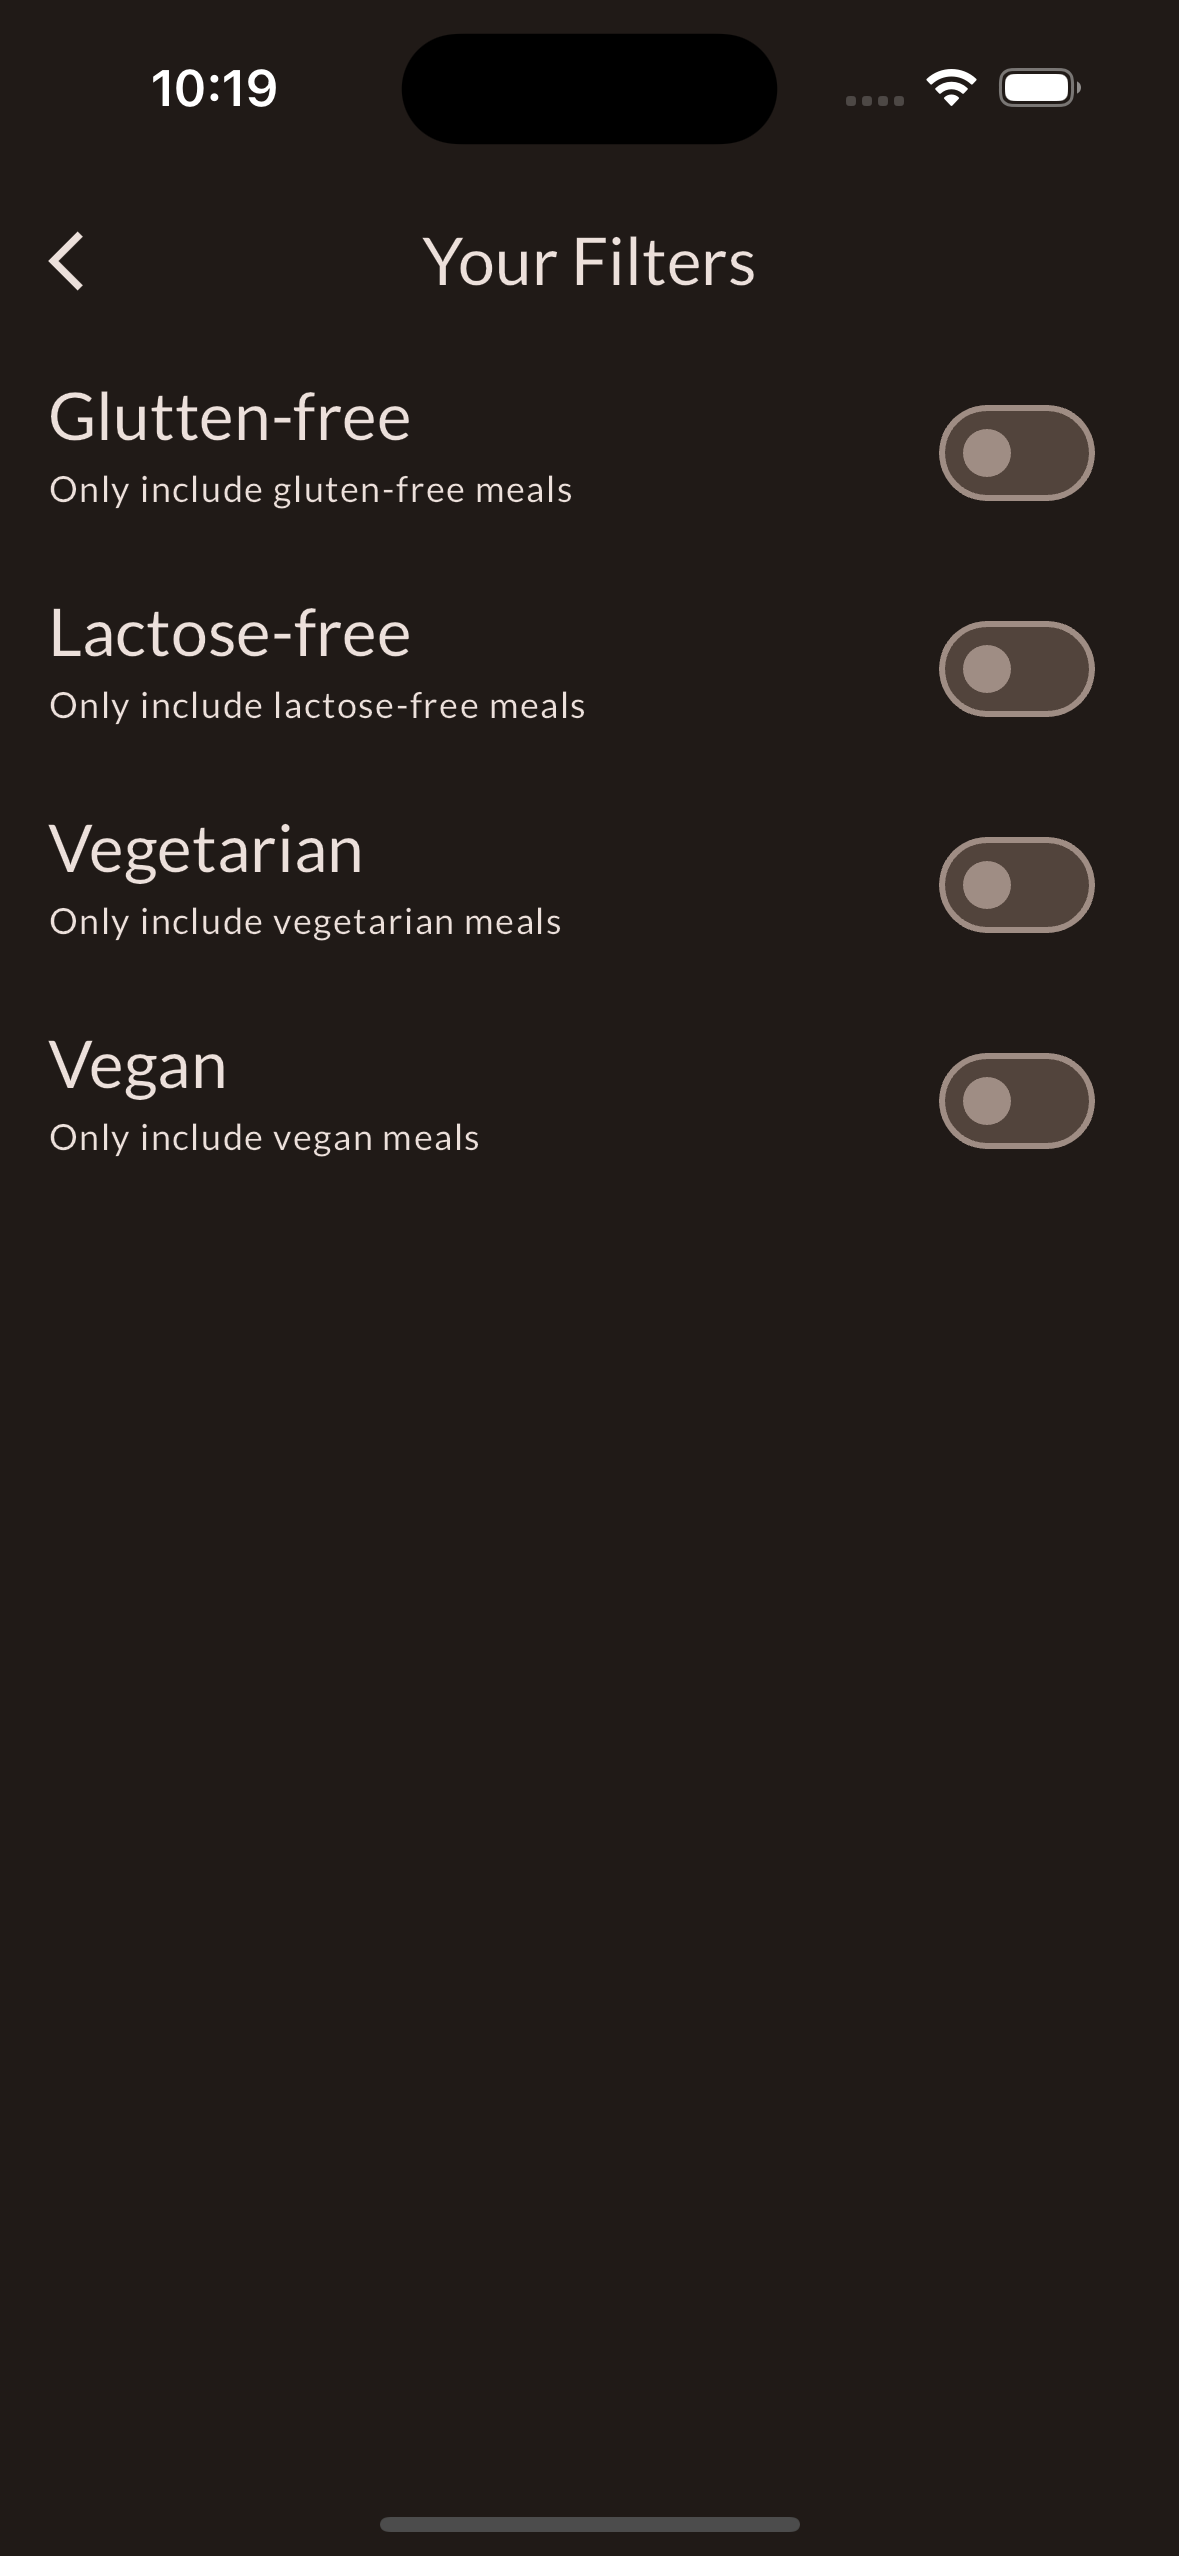 10:19
Your Filters
Glutten-free
Only include gluten-free meals
Lactose-free
Only include lactose-free meals
Vegetarian
Only include vegetarian meals
Vegan
Only include vegan meals